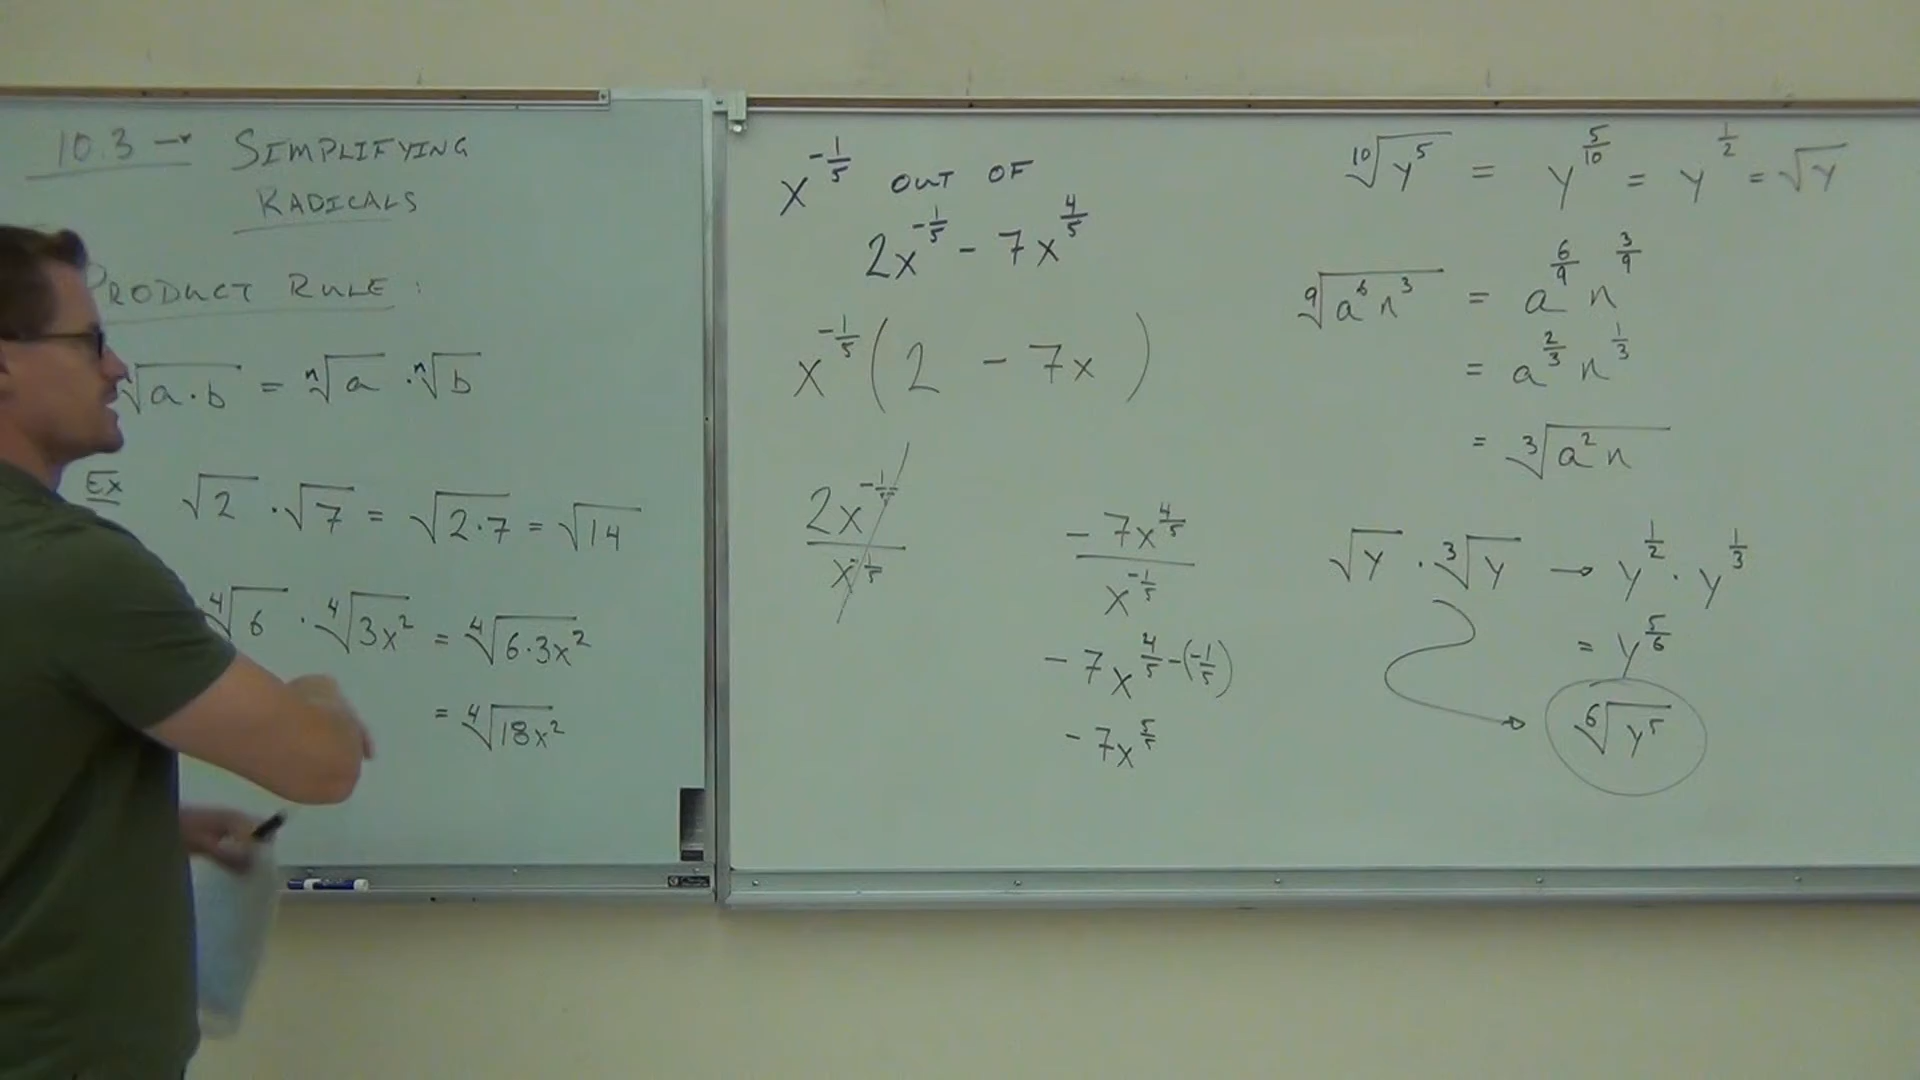 10.3 → SIMPLIFYING
RADICALS
PRODUCT RULE:
ⁿ√(a·b) = ⁿ√a · ⁿ√b
Ex √2 · √7 = √(2·7) = √14
⁴√6 · ⁴√(3x²) = ⁴√(6·3x²)
= ⁴√(18x²)
x^(-1/5) OUT OF
2x^(-1/5) - 7x^(4/5)
x^(-1/5) (2 - 7x)
2x^(-1/5) / x^(-1/5)
-7x^(4/5) / x^(-1/5)
-7x^(4/5-(-1/5))
-7x^(5/5)
¹⁰√(y⁵) = y^(5/10) = y^(1/2) = √y
⁹√(a⁶n³) = a^(6/9) n^(3/9)
= a^(2/3) n^(1/3)
= ³√(a²n)
√y · ³√y → y^(1/2) · y^(1/3)
= y^(5/6)
⁶√(y⁵)